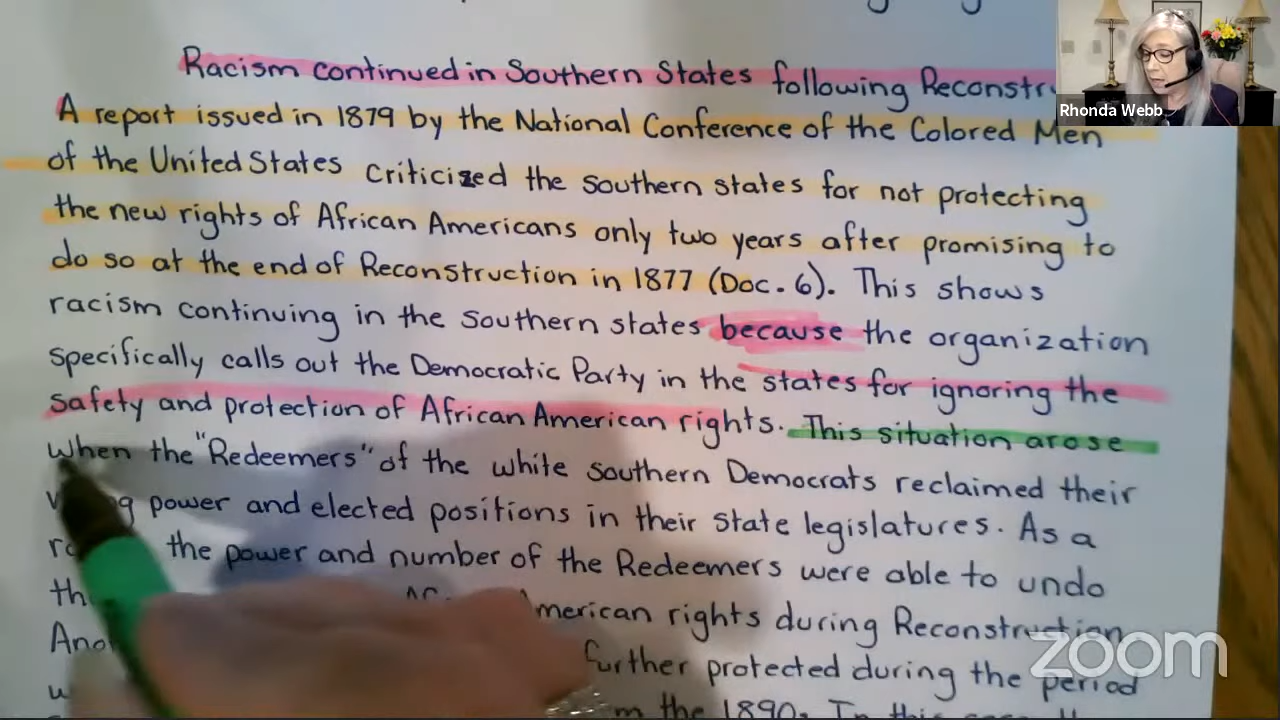 Racism continued in Southern States following
A report issued in 1879 by the National Conference of the Colored Men
of the United States criticized the southern states for not protecting
the new rights of African Americans only two years after promising to
do so at the end of Reconstruction in 1877 (Doc. 6). This shows
racism continuing in the southern states because the organization
specifically calls out the Democratic Party in the states for ignoring the
safety and protection of African American rights. This situation arose
when the "Redeemers" of the white southern Democrats reclaimed their
power and elected positions in their state legislatures. As a
the power and number of the Redeemers were able to undo
American rights during Reconstruction
further protected during the period
the 1890s. In this
Rhonda Webb
zoom